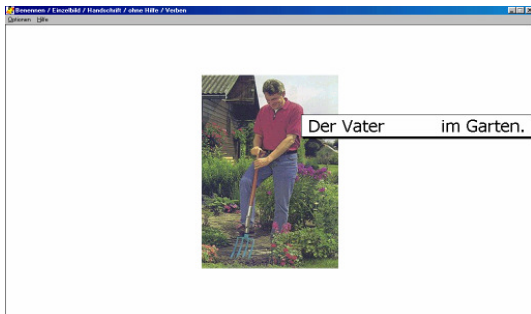 Benennen / Einzelbild / Handschrift / ohne Hilfe / Verben
Optionen Hilfe
Der Vater im Garten.